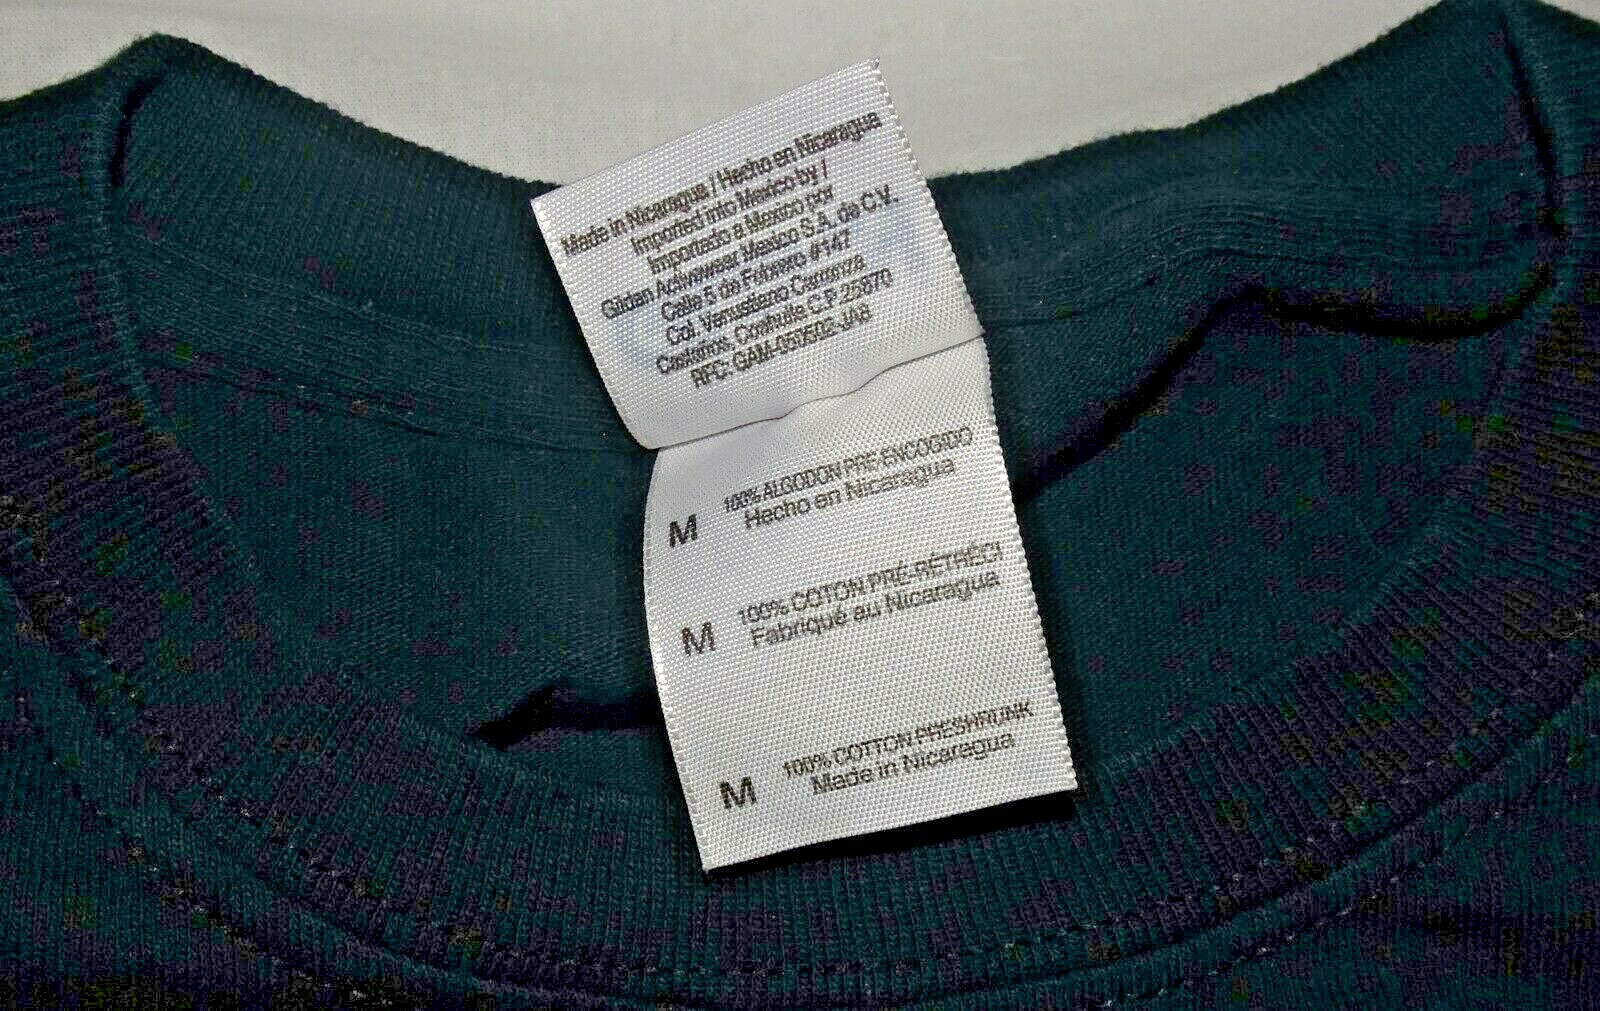 Made in Nicaragua / Hecho en Nicaragua
Imported into Mexico by /
Importado a Mexico por
Gildan Activewear Mexico S.A. de C.V.
Calle 5 de Febrero #147
Col. Venustiano Carranza
Castanos, Coahuila C.P. 25870
RFC: GAM-050502-JA8
M 100% ALGODON PRE-ENCOGIDO
Hecho en Nicaragua
M 100% COTON PRÉ-RÉTRÉCI
Fabriqué au Nicaragua
M 100% COTTON PRESHRUNK
Made in Nicaragua